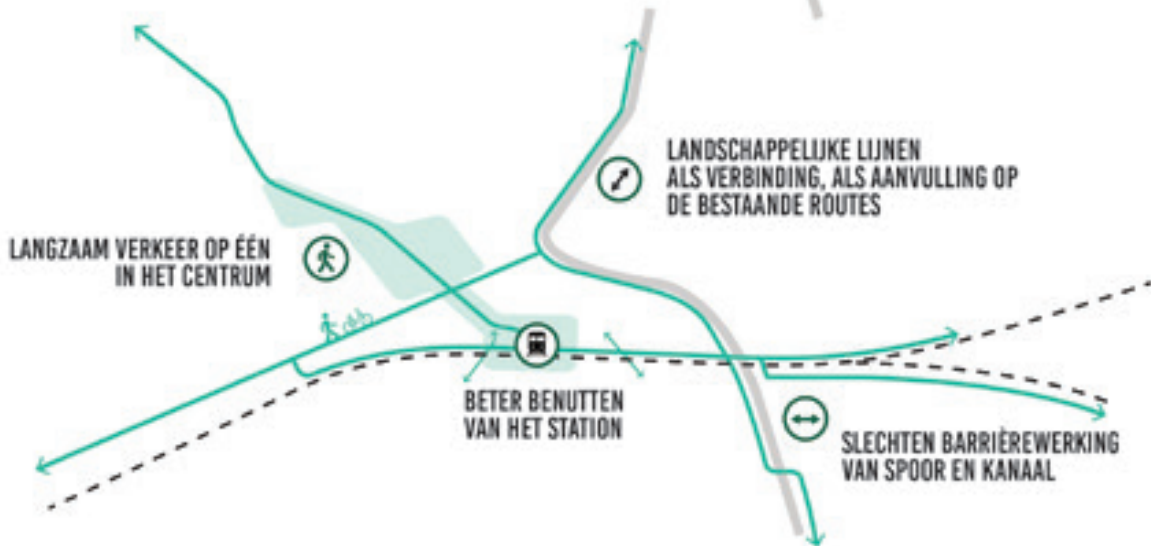 LANDSCHAPPELIJKE LIJNEN
ALS VERBINDING, ALS AANVULLING OP
DE BESTAANDE ROUTES
LANGZAAM VERKEER OP ÉÉN
IN HET CENTRUM
BETER BENUTTEN
VAN HET STATION
SLECHTEN BARRIÈREWERKING
VAN SPOOR EN KANAAL